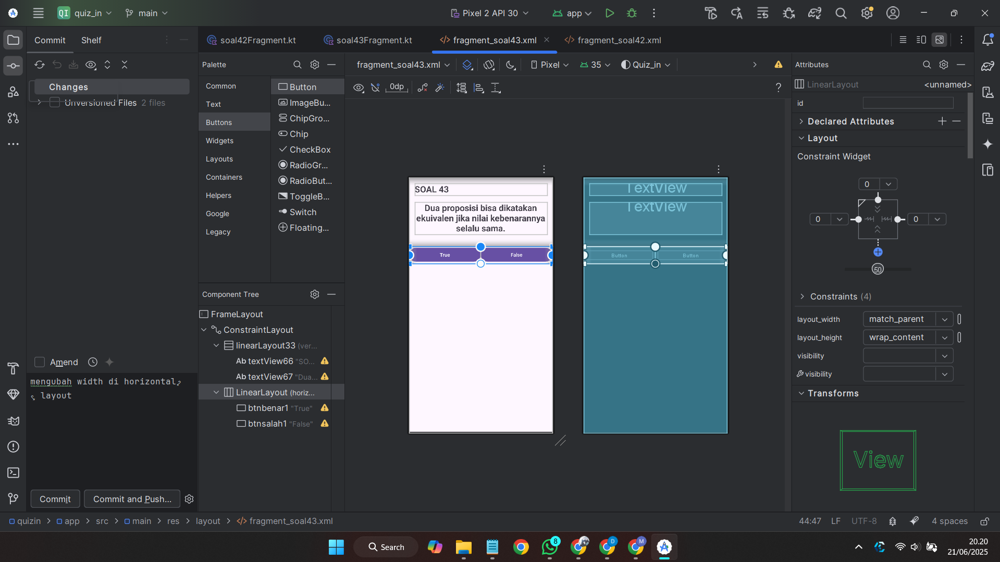 QI quiz_in main Pixel 2 API 30 app
Commit Shelf
soal42Fragment.kt soal43Fragment.kt fragment_soal43.xml fragment_soal42.xml
Changes
Unversioned Files 2 files
Palette
Common
Text
Buttons
Widgets
Layouts
Containers
Helpers
Google
Legacy
Button
ImageBu...
ChipGro...
Chip
CheckBox
RadioGr...
RadioBut...
ToggleB...
Switch
Floating...
fragment_soal43.xml Pixel 35 Quiz_in
0dp ?
SOAL 43
Dua proposisi bisa dikatakan
ekuivalen jika nilai kebenarannya
selalu sama.
True False
TextView
TextView
Button Button
Component Tree
FrameLayout
ConstraintLayout
linearLayout33 (ver...
Ab textView66 "SO...
Ab textView67 "Dua...
LinearLayout (horiz...
btnbenar1 "True"
btnsalah1 "False"
Attributes
LinearLayout <unnamed>
id
Declared Attributes
Layout
Constraint Widget
0
0 0
50
Constraints (4)
layout_width match_parent
layout_height wrap_content
visibility
visibility
Transforms
View
Amend
mengubah width di horizontal
layout
Commit Commit and Push...
quizin > app > src > main > res > layout > fragment_soal43.xml
44:47 LF UTF-8 4 spaces
Search
8
D
M
20.20
21/06/2025